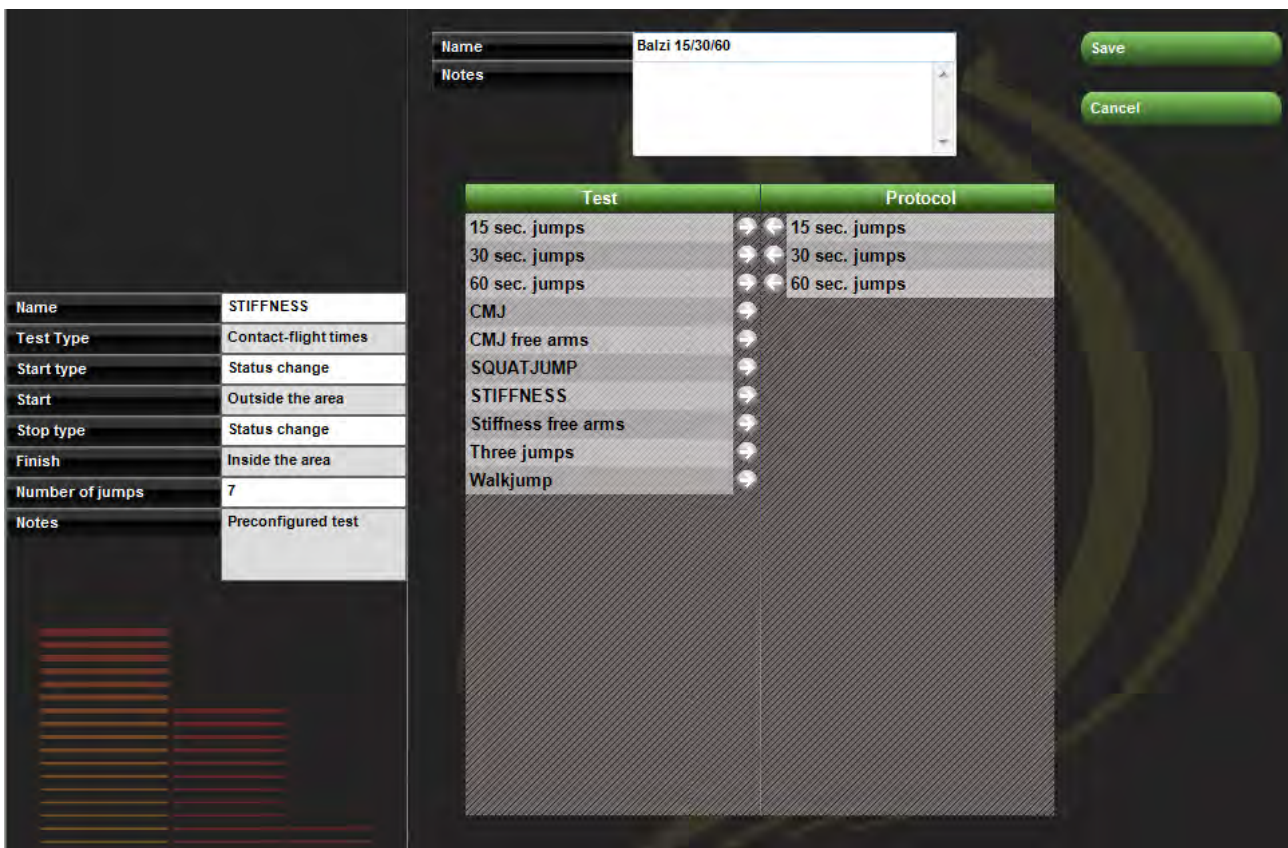 Name Balzi 15/30/60
Notes
Save
Cancel
Test Protocol
15 sec. jumps 15 sec. jumps
30 sec. jumps 30 sec. jumps
60 sec. jumps 60 sec. jumps
CMJ
CMJ free arms
SQUATJUMP
STIFFNESS
Stiffness free arms
Three jumps
Walkjump
Name STIFFNESS
Test Type Contact-flight times
Start type Status change
Start Outside the area
Stop type Status change
Finish Inside the area
Number of jumps 7
Notes Preconfigured test